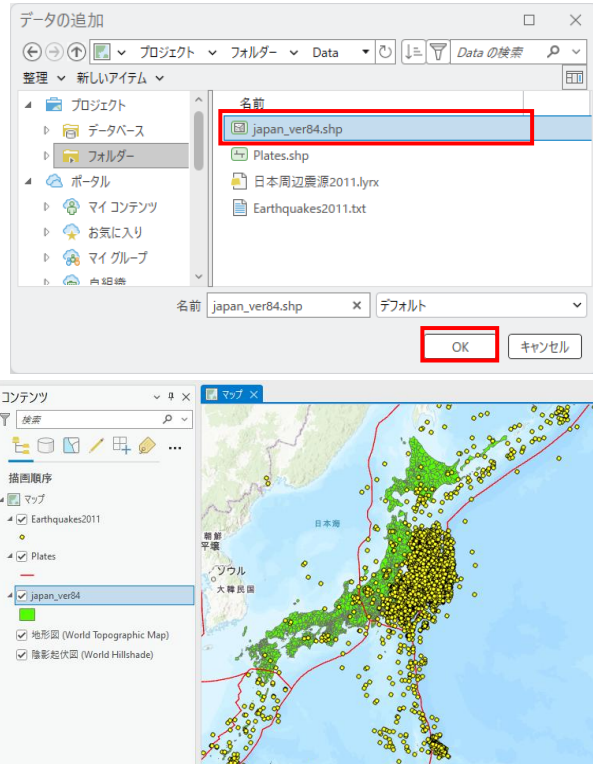 データの追加
プロジェクト フォルダー Data Data の検索
整理 新しいアイテム
プロジェクト
データベース
フォルダー
ポータル
マイ コンテンツ
お気に入り
マイ グループ
名前
japan_ver84.shp
Plates.shp
日本周辺震源2011.lyrx
Earthquakes2011.txt
名前 japan_ver84.shp デフォルト
OK キャンセル
コンテンツ
検索
描画順序
マップ
Earthquakes2011
Plates
japan_ver84
地形図 (World Topographic Map)
陰影起伏図 (World Hillshade)
マップ
日本海
朝鮮
平壌
ソウル
大韓民国